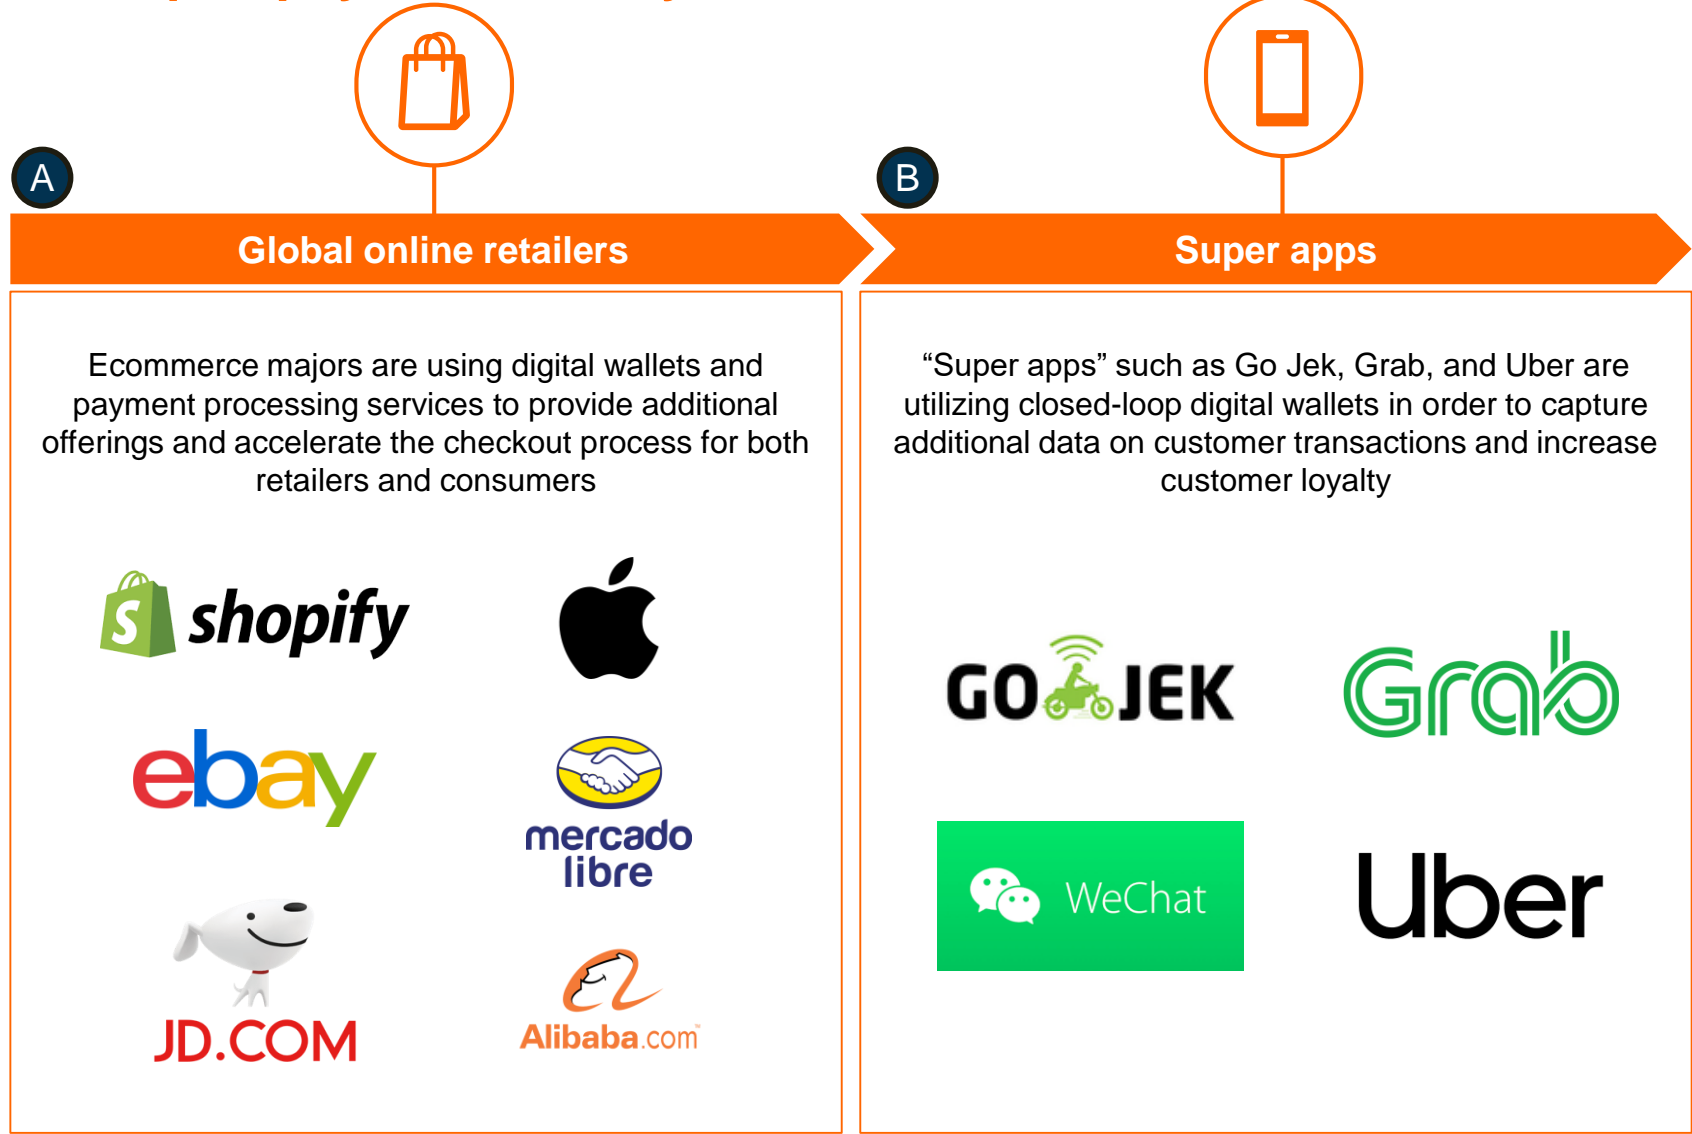 A
B
Global online retailers
Super apps
Ecommerce majors are using digital wallets and
payment processing services to provide additional
offerings and accelerate the checkout process for both
retailers and consumers
“Super apps” such as Go Jek, Grab, and Uber are
utilizing closed-loop digital wallets in order to capture
additional data on customer transactions and increase
customer loyalty
S shopify
ebay
mercado
libre
JD.COM
Alibaba.com™
GO JEK
Grab
WeChat
Uber